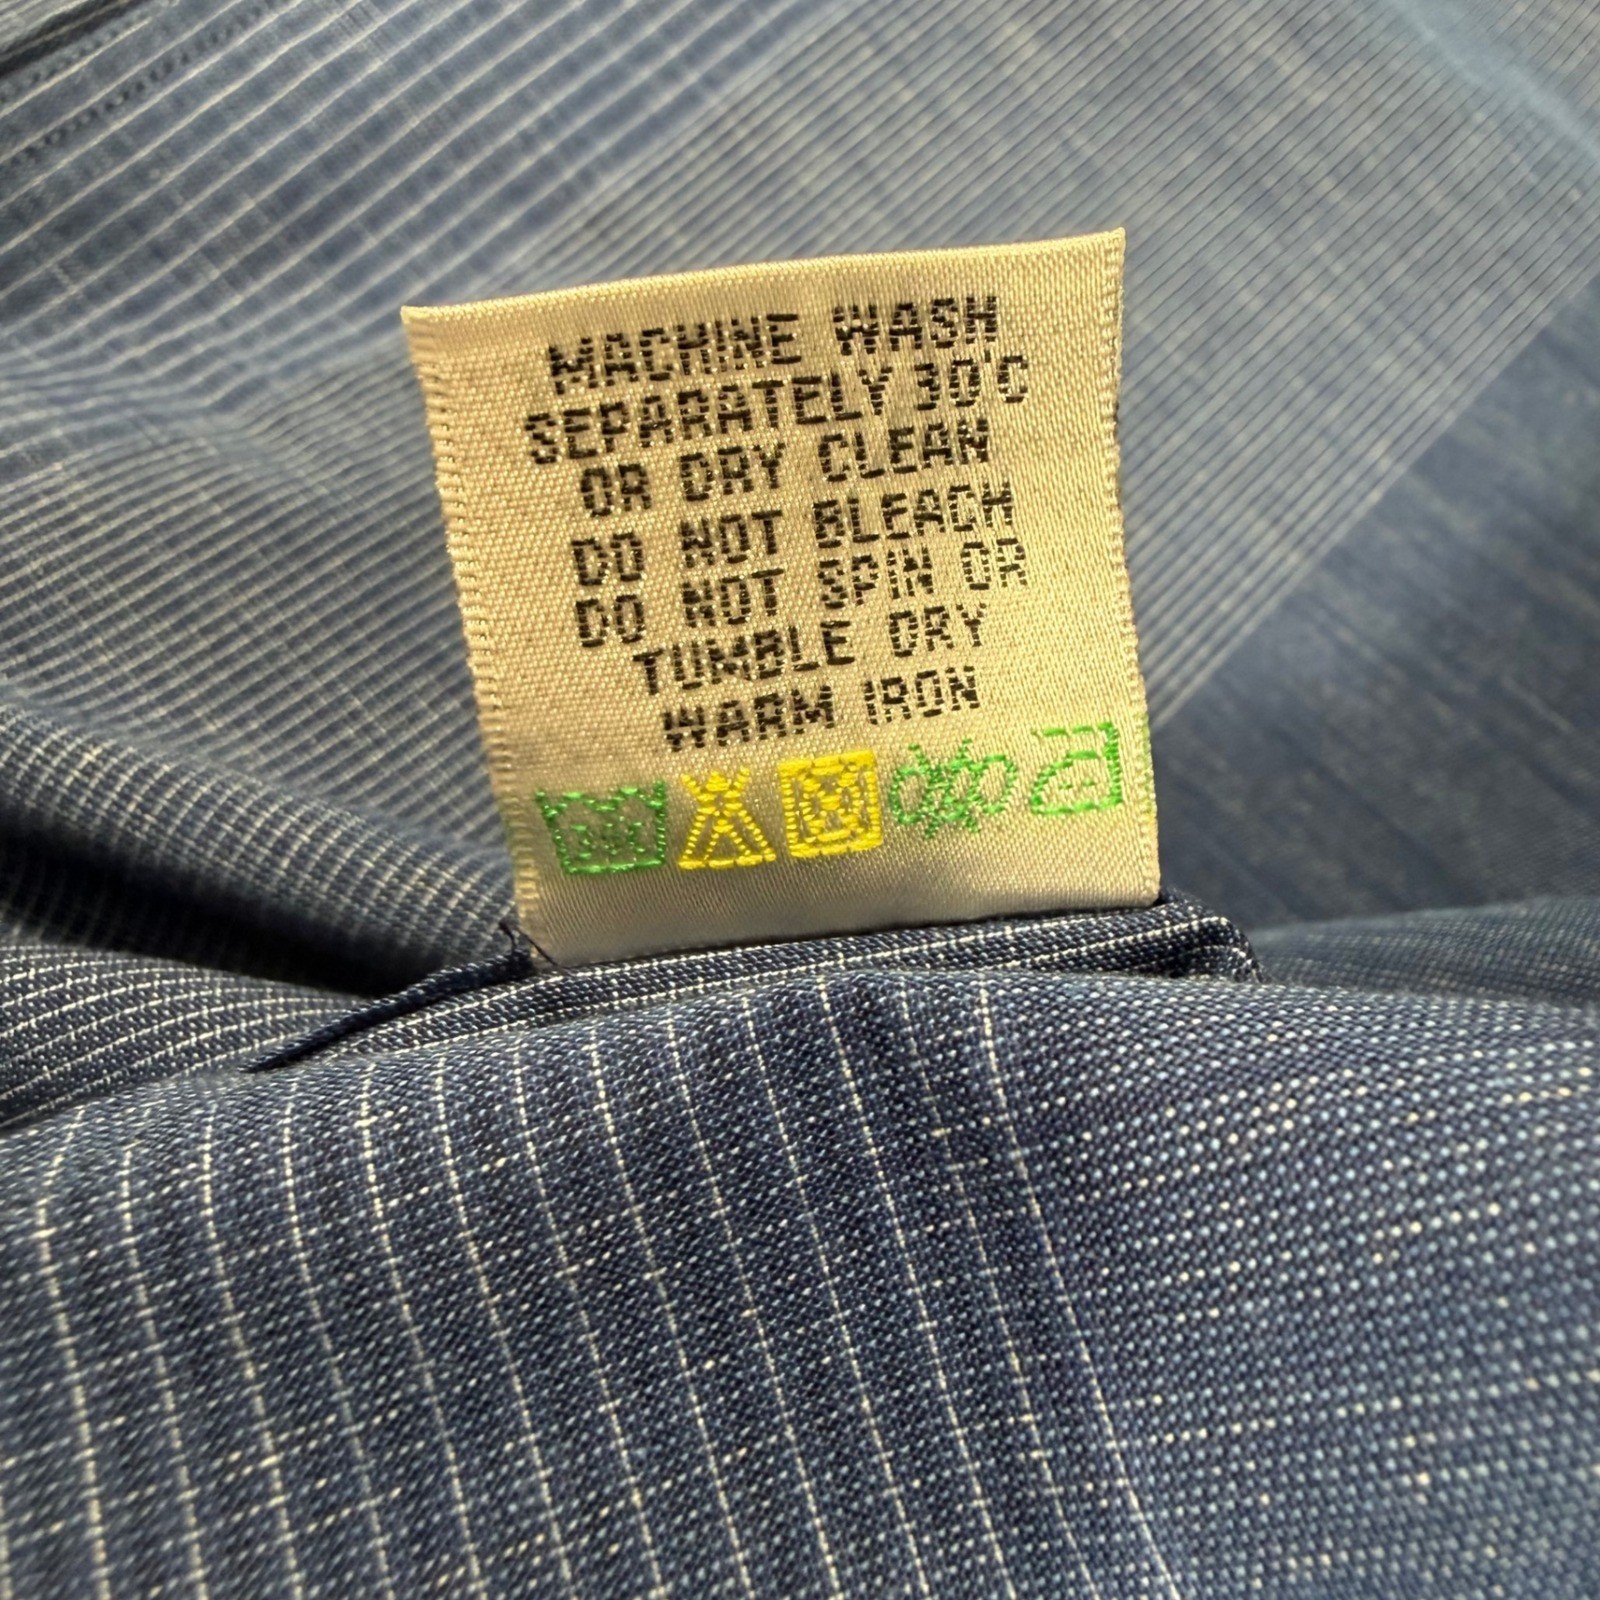 MACHINE WASH
SEPARATELY 30°C
OR DRY CLEAN
DO NOT BLEACH
DO NOT SPIN OR
TUMBLE DRY
WARM IRON